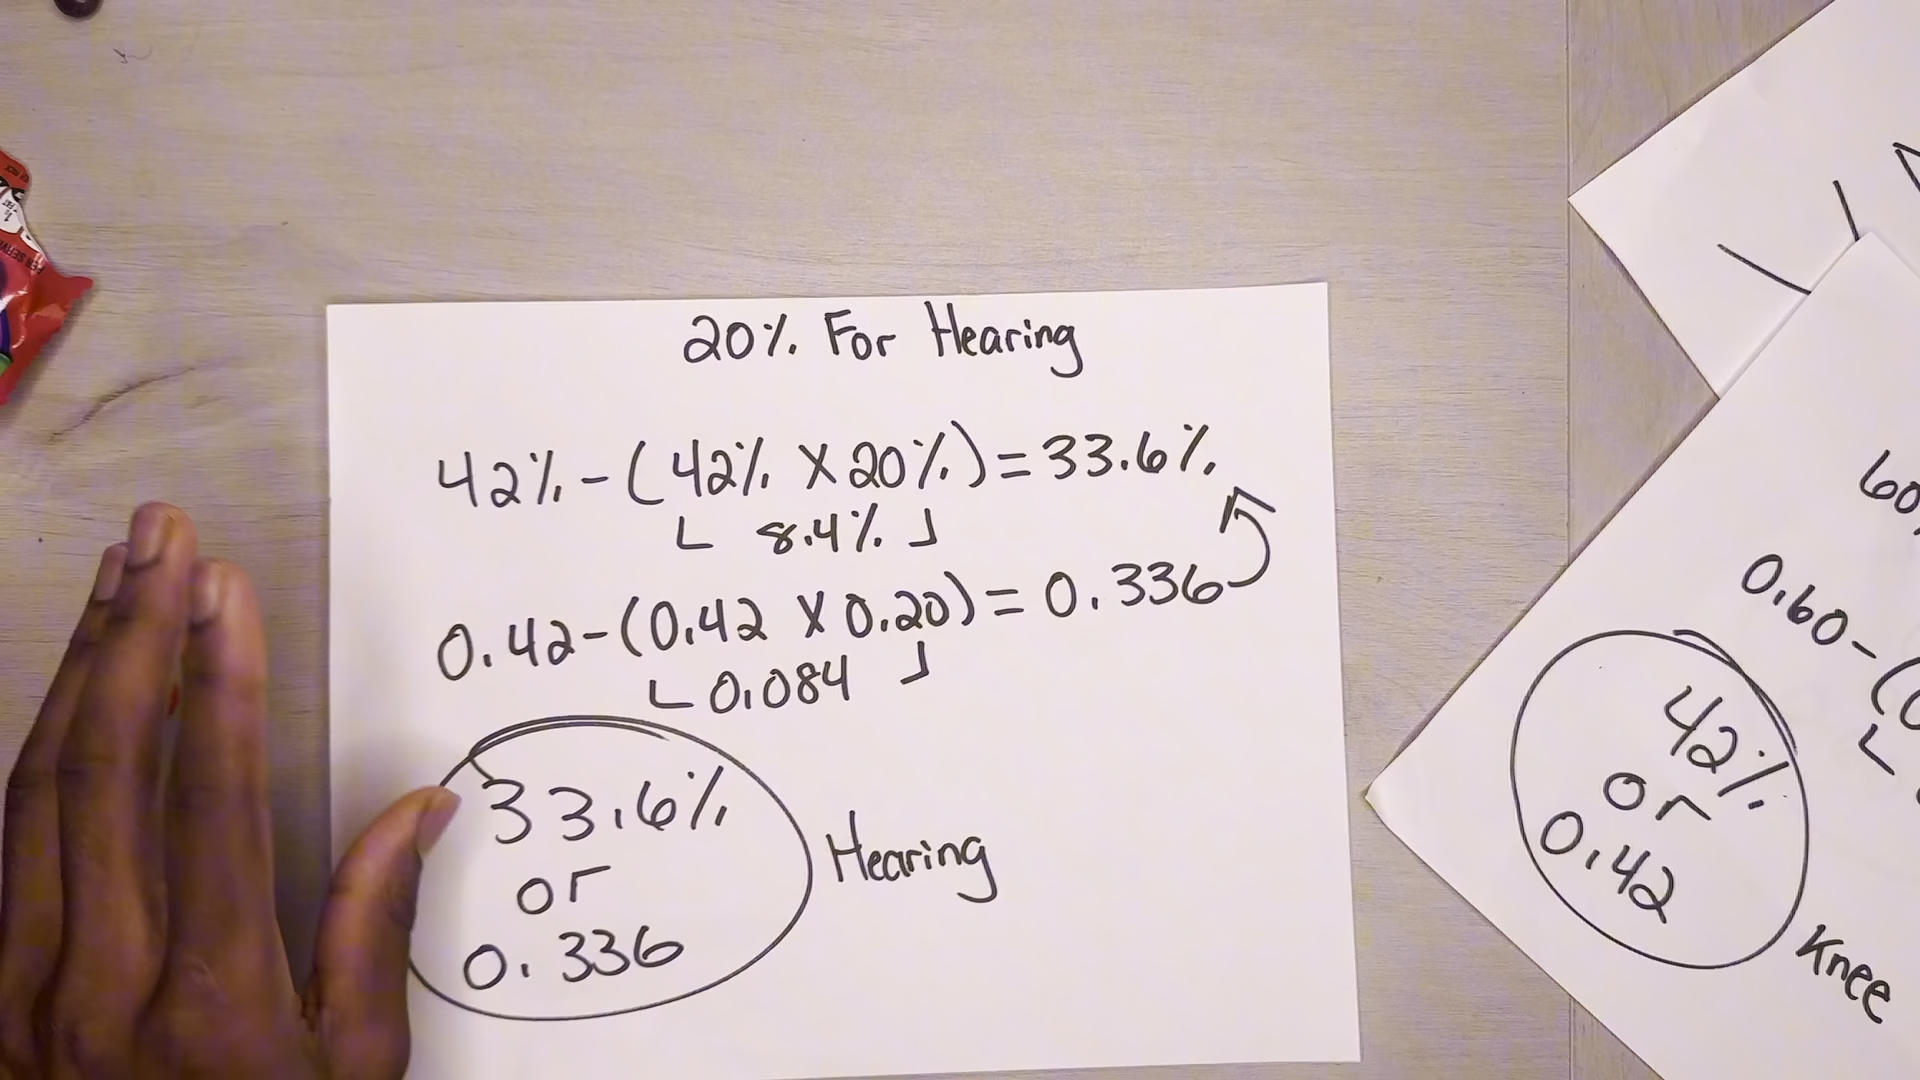 20% For Hearing
42% - (42% X 20%) = 33.6%
8.4%
0.42 - (0.42 X 0.20) = 0.336
0.084
33.6%
or
0.336
Hearing
60
0.60 - (0
42%
or
0.42
Knee